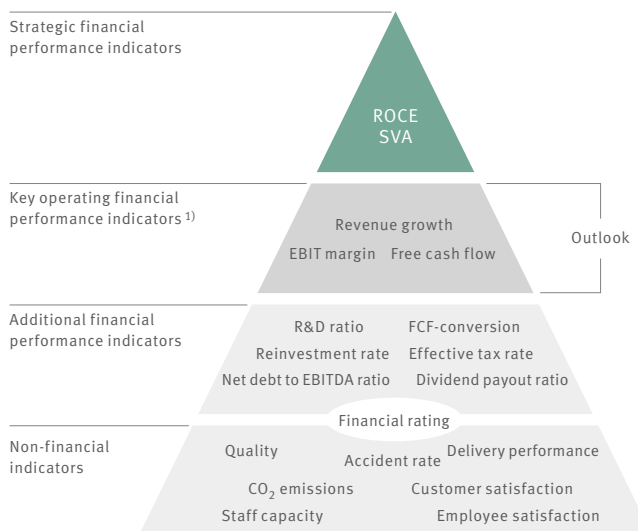 Strategic financial
performance indicators
ROCE
SVA
Key operating financial
performance indicators 1)
Revenue growth
EBIT margin Free cash flow
Outlook
Additional financial
performance indicators
R&D ratio FCF-conversion
Reinvestment rate Effective tax rate
Net debt to EBITDA ratio Dividend payout ratio
Financial rating
Non-financial
indicators
Quality Accident rate Delivery performance
CO₂ emissions Customer satisfaction
Staff capacity Employee satisfaction